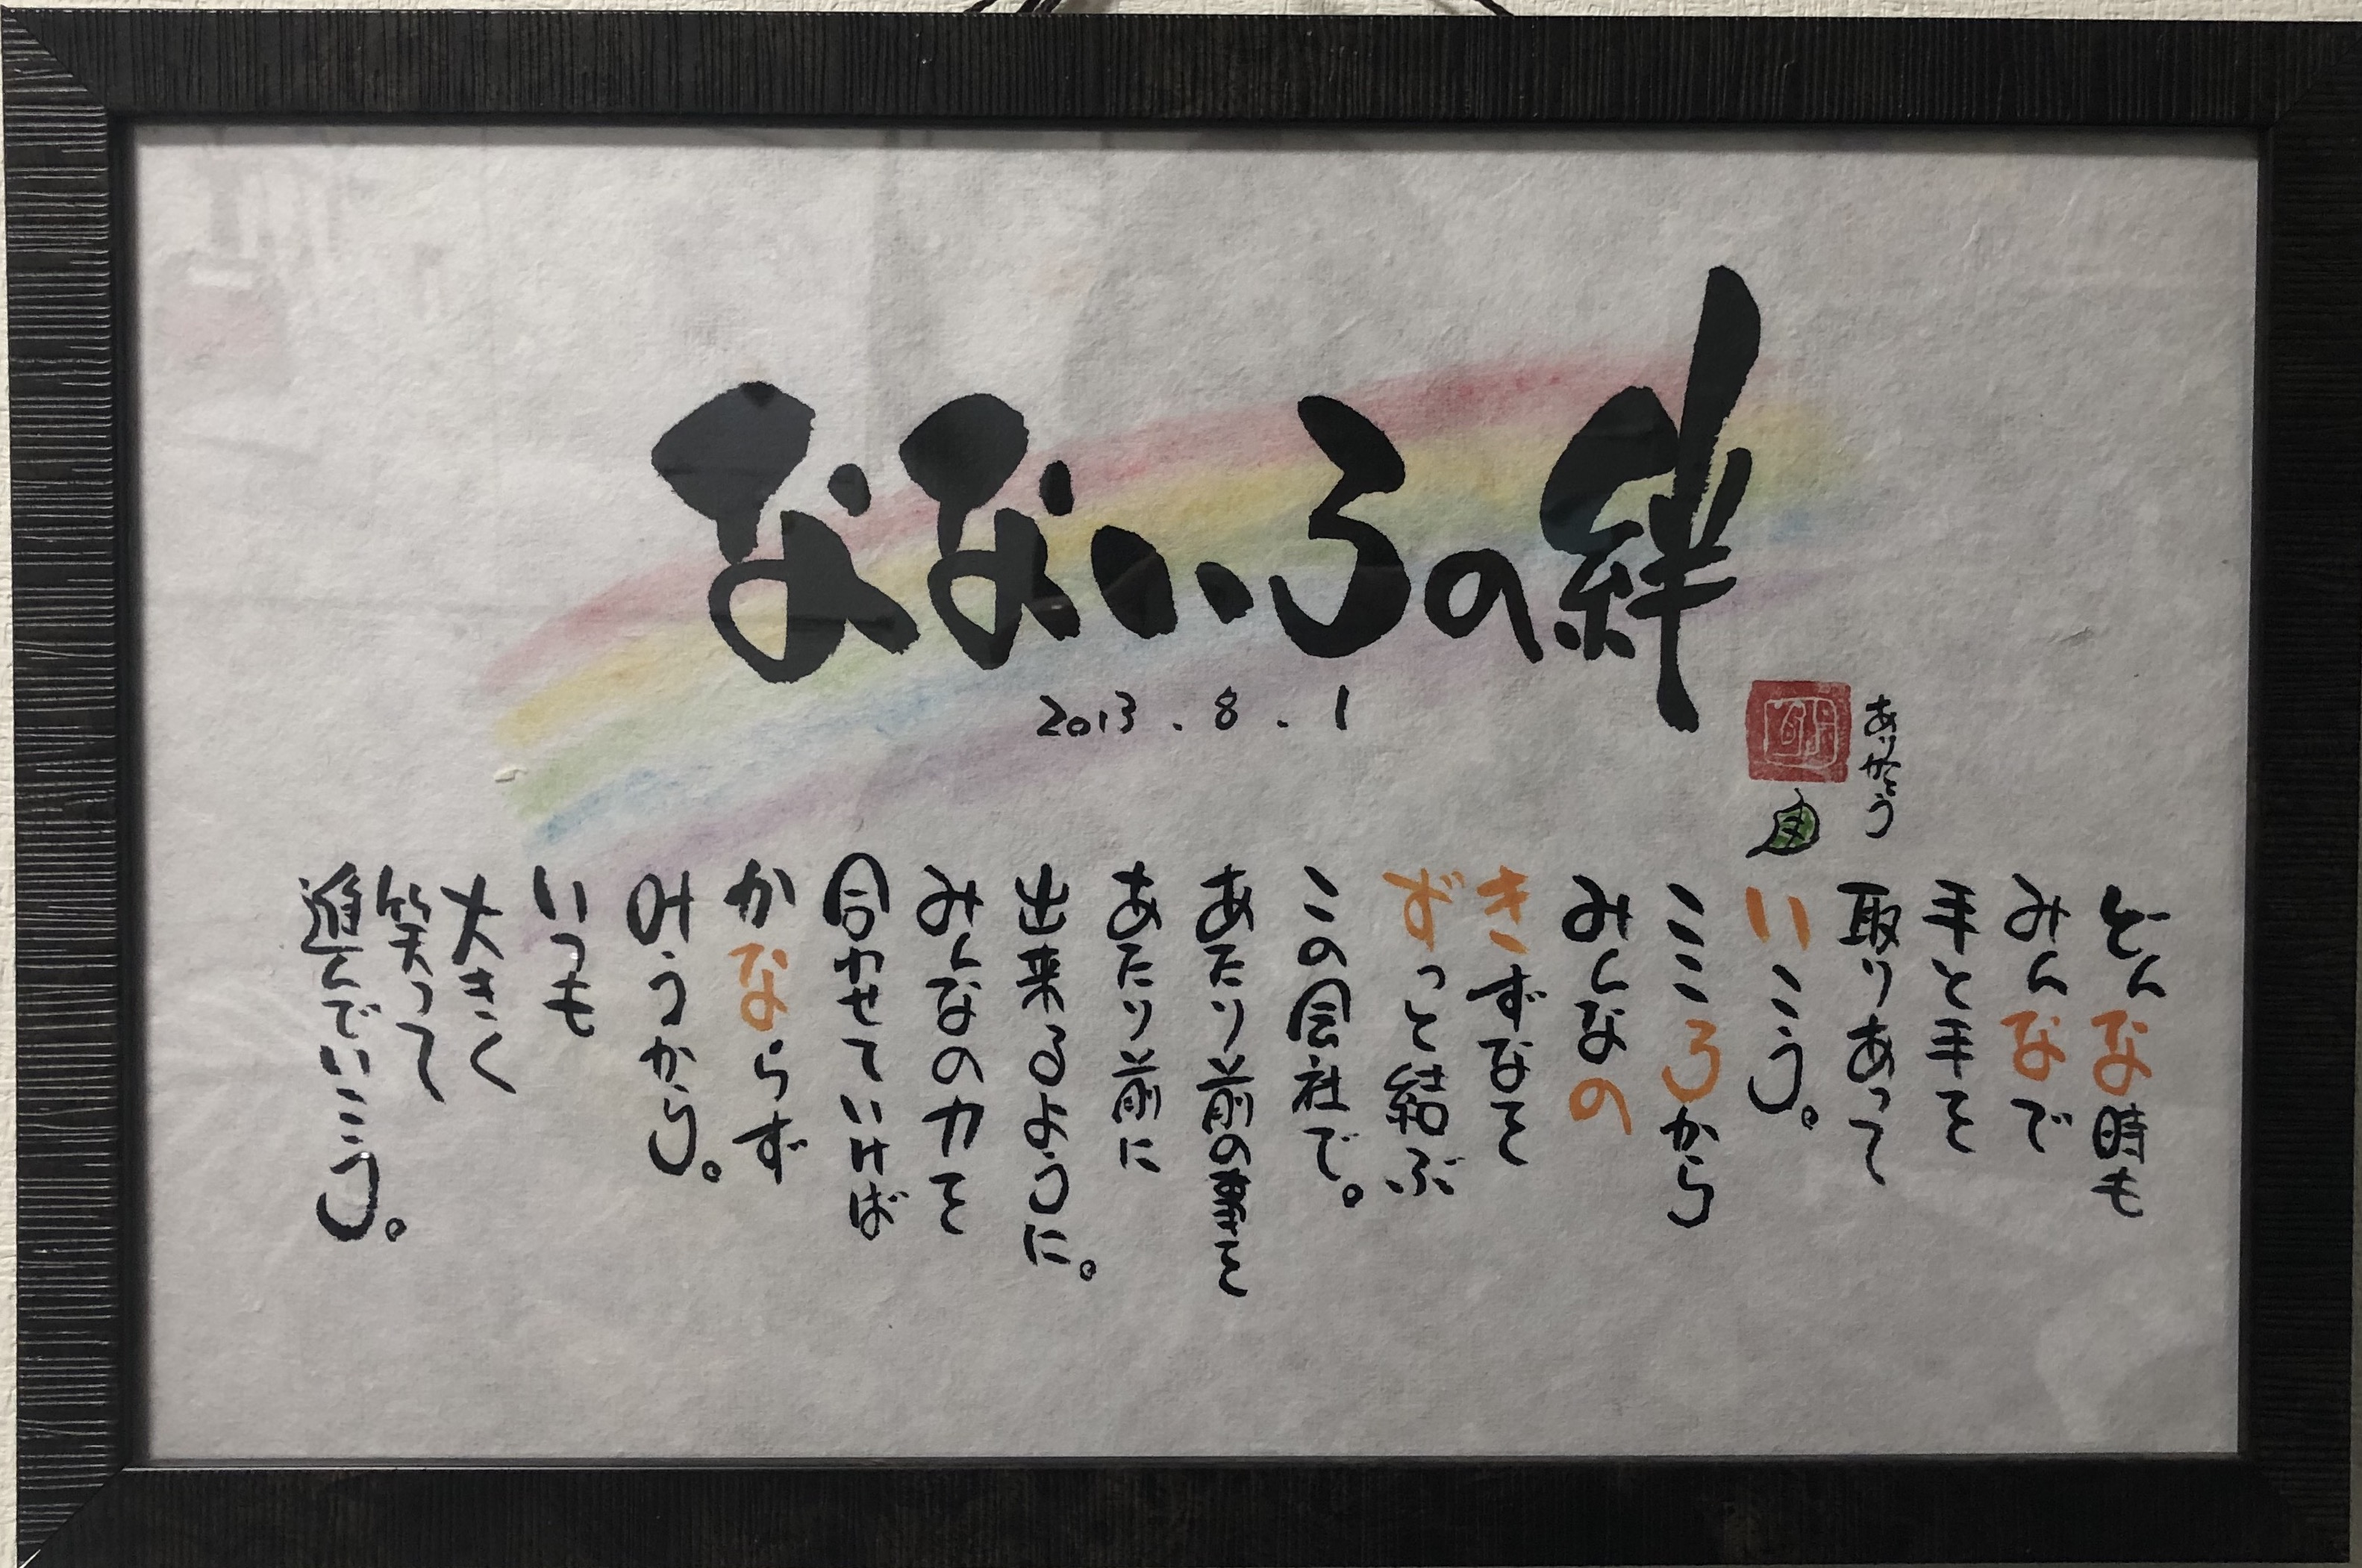 なないろの絆
2013.8.1
ありがとう
どんな時も
みんなで
手と手を
取りあって
いこう。
こころから
みんなの
きずなを
ずっと結ぶ
この会社で。
あたり前の事を
あたり前に
出来るように。
みんなの力を
合わせていけば
かならず
叶うから。
いつも
大きく
笑って
進んでいこう。